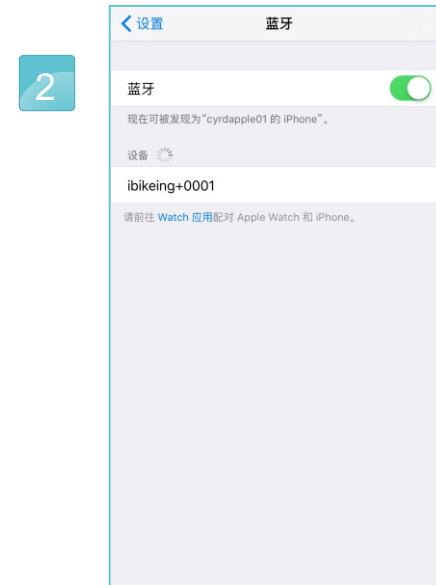 设置 蓝牙
2
蓝牙
现在可被发现为“cyrdapple01 的 iPhone”。
设备
ibikeing+0001
请前往 Watch 应用配对 Apple Watch 和 iPhone。